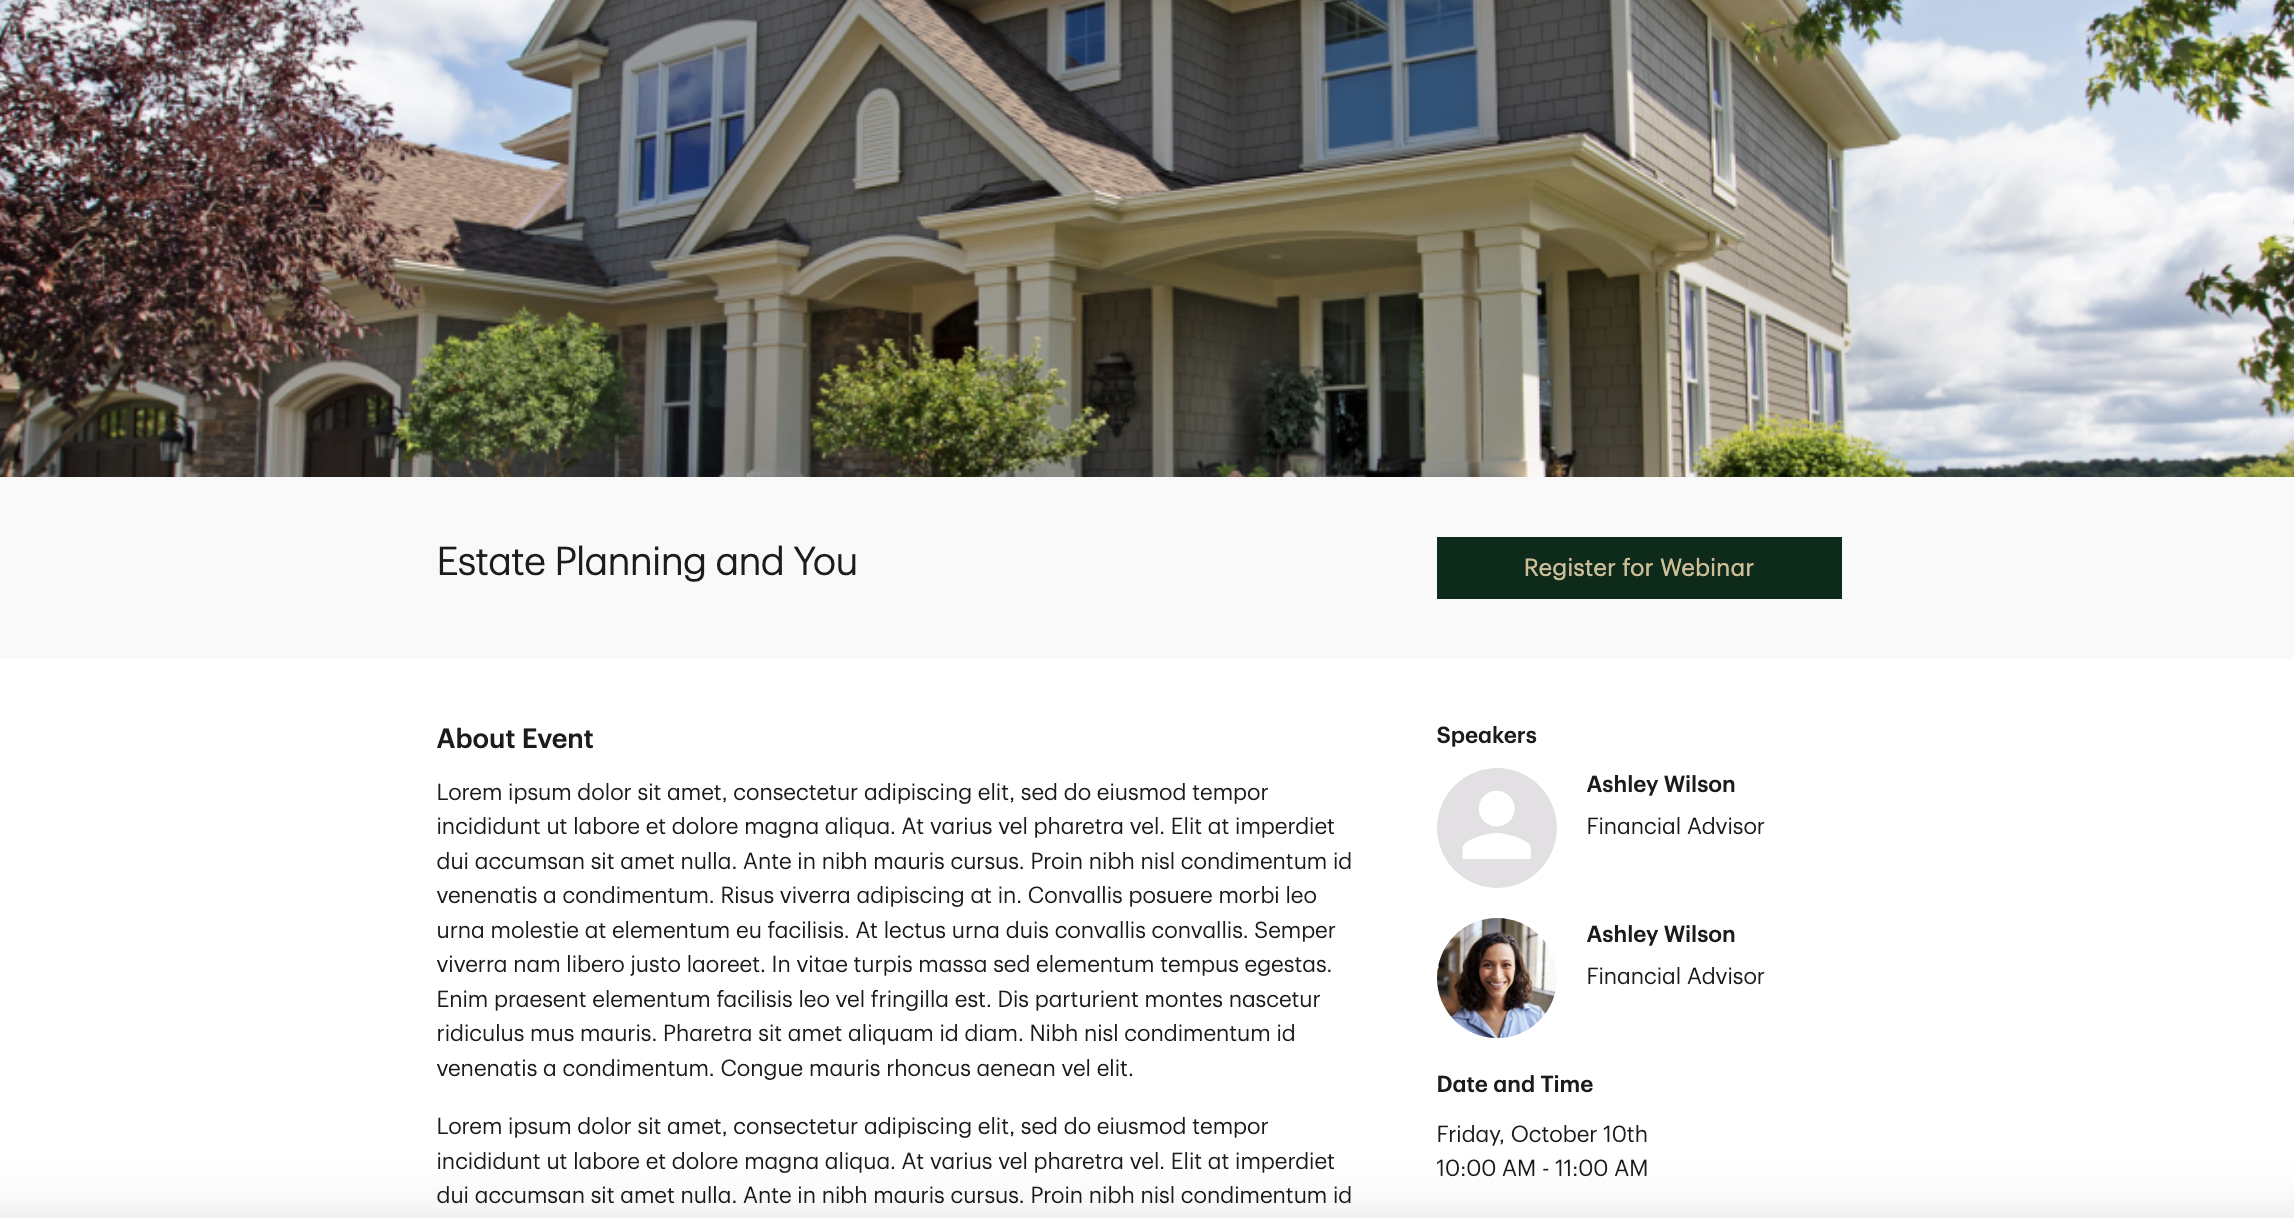 Estate Planning and You
Register for Webinar
About Event
Lorem ipsum dolor sit amet, consectetur adipiscing elit, sed do eiusmod tempor
incididunt ut labore et dolore magna aliqua. At varius vel pharetra vel. Elit at imperdiet
dui accumsan sit amet nulla. Ante in nibh mauris cursus. Proin nibh nisl condimentum id
venenatis a condimentum. Risus viverra adipiscing at in. Convallis posuere morbi leo
urna molestie at elementum eu facilisis. At lectus urna duis convallis convallis. Semper
viverra nam libero justo laoreet. In vitae turpis massa sed elementum tempus egestas.
Enim praesent elementum facilisis leo vel fringilla est. Dis parturient montes nascetur
ridiculus mus mauris. Pharetra sit amet aliquam id diam. Nibh nisl condimentum id
venenatis a condimentum. Congue mauris rhoncus aenean vel elit.
Lorem ipsum dolor sit amet, consectetur adipiscing elit, sed do eiusmod tempor
incididunt ut labore et dolore magna aliqua. At varius vel pharetra vel. Elit at imperdiet
dui accumsan sit amet nulla. Ante in nibh mauris cursus. Proin nibh nisl condimentum id
Speakers
Ashley Wilson
Financial Advisor
Ashley Wilson
Financial Advisor
Date and Time
Friday, October 10th
10:00 AM - 11:00 AM